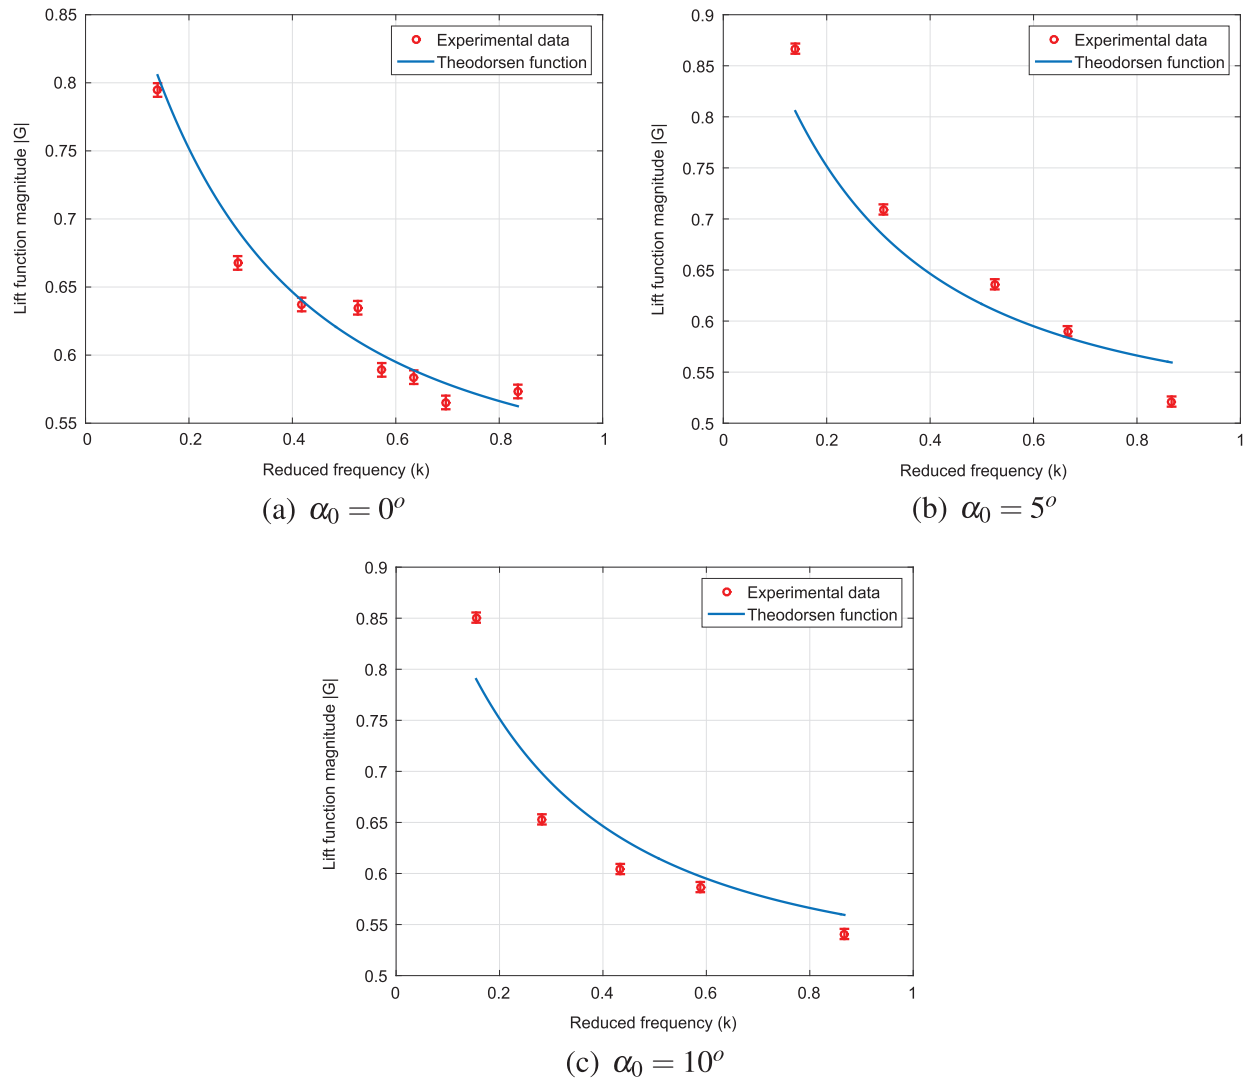 0.85
0.8
0.75
0.7
0.65
0.6
0.55
0
0.2
0.4
0.6
0.8
1
Lift function magnitude |G|
Reduced frequency (k)
Experimental data
Theodorsen function
(a) α₀ = 0ᵒ
0.9
0.85
0.8
0.75
0.7
0.65
0.6
0.55
0.5
0
0.2
0.4
0.6
0.8
1
Lift function magnitude |G|
Reduced frequency (k)
Experimental data
Theodorsen function
(b) α₀ = 5ᵒ
0.9
0.85
0.8
0.75
0.7
0.65
0.6
0.55
0.5
0
0.2
0.4
0.6
0.8
1
Lift function magnitude |G|
Reduced frequency (k)
Experimental data
Theodorsen function
(c) α₀ = 10ᵒ